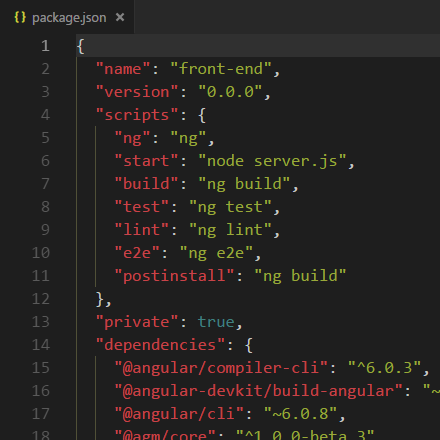 {} package.json ×
1 {
2 "name": "front-end",
3 "version": "0.0.0",
4 "scripts": {
5 "ng": "ng",
6 "start": "node server.js",
7 "build": "ng build",
8 "test": "ng test",
9 "lint": "ng lint",
10 "e2e": "ng e2e",
11 "postinstall": "ng build"
12 },
13 "private": true,
14 "dependencies": {
15 "@angular/compiler-cli": "^6.0.3",
16 "@angular-devkit/build-angular": "~
17 "@angular/cli": "~6.0.8",
18 "@agm/core": "^1.0.0-beta.3"